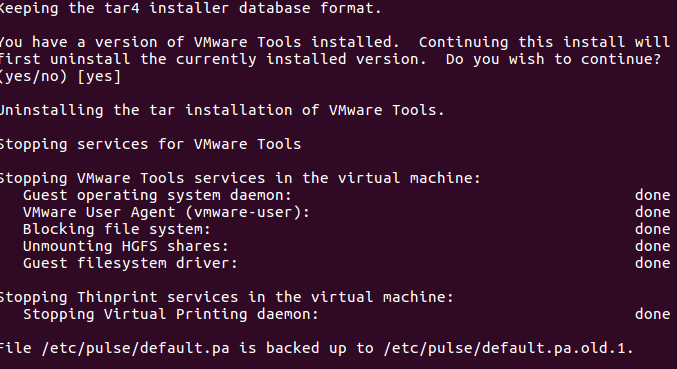 Keeping the tar4 installer database format.
You have a version of VMware Tools installed.  Continuing this install will
first uninstall the currently installed version.  Do you wish to continue?
(yes/no) [yes]
Uninstalling the tar installation of VMware Tools.
Stopping services for VMware Tools
Stopping VMware Tools services in the virtual machine:
   Guest operating system daemon:                                       done
   VMware User Agent (vmware-user):                                     done
   Blocking file system:                                                done
   Unmounting HGFS shares:                                              done
   Guest filesystem driver:                                             done
Stopping Thinprint services in the virtual machine:
   Stopping Virtual Printing daemon:                                    done
File /etc/pulse/default.pa is backed up to /etc/pulse/default.pa.old.1.